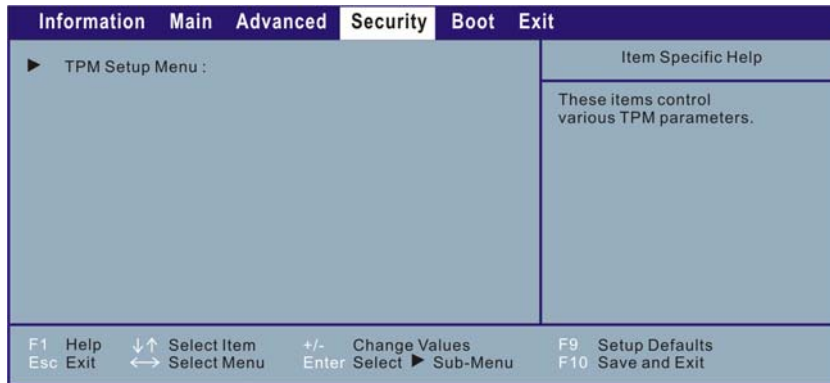 Information Main Advanced Security Boot Exit
▶ TPM Setup Menu :
Item Specific Help
These items control
various TPM parameters.
F1 Help ↓↑ Select Item +/- Change Values F9 Setup Defaults
Esc Exit ↔ Select Menu Enter Select ▶ Sub-Menu F10 Save and Exit